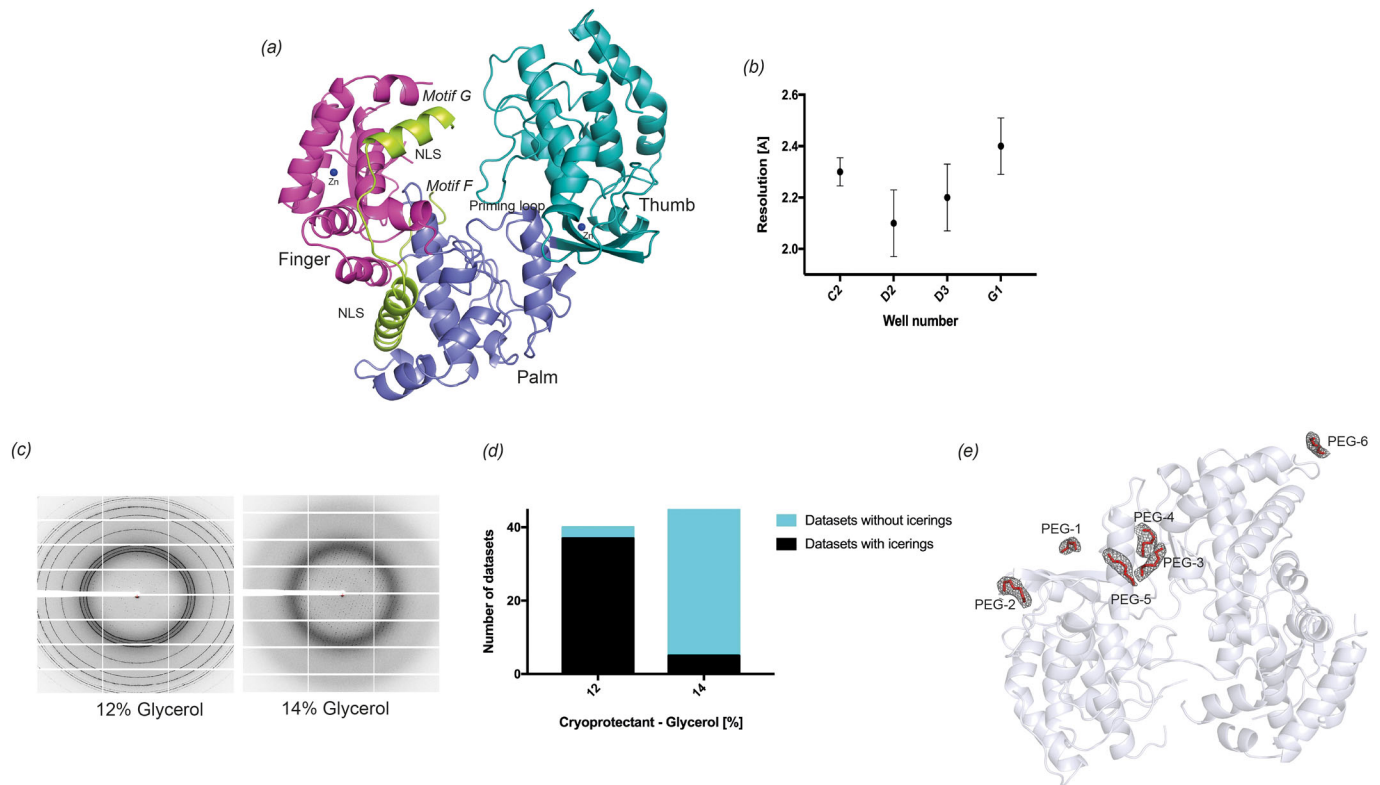 (a)
Motif G
NLS
Zn
Motif F
Priming loop
Thumb
Zn
Finger
NLS
Palm
(b)
2.6
2.4
2.2
2.0
Resolution [A]
C2
D2
D3
G1
Well number
(c)
12% Glycerol
14% Glycerol
(d)
40
20
0
Number of datasets
12
14
Cryoprotectant - Glycerol [%]
Datasets without icerings
Datasets with icerings
(e)
PEG-6
PEG-4
PEG-1
PEG-3
PEG-5
PEG-2